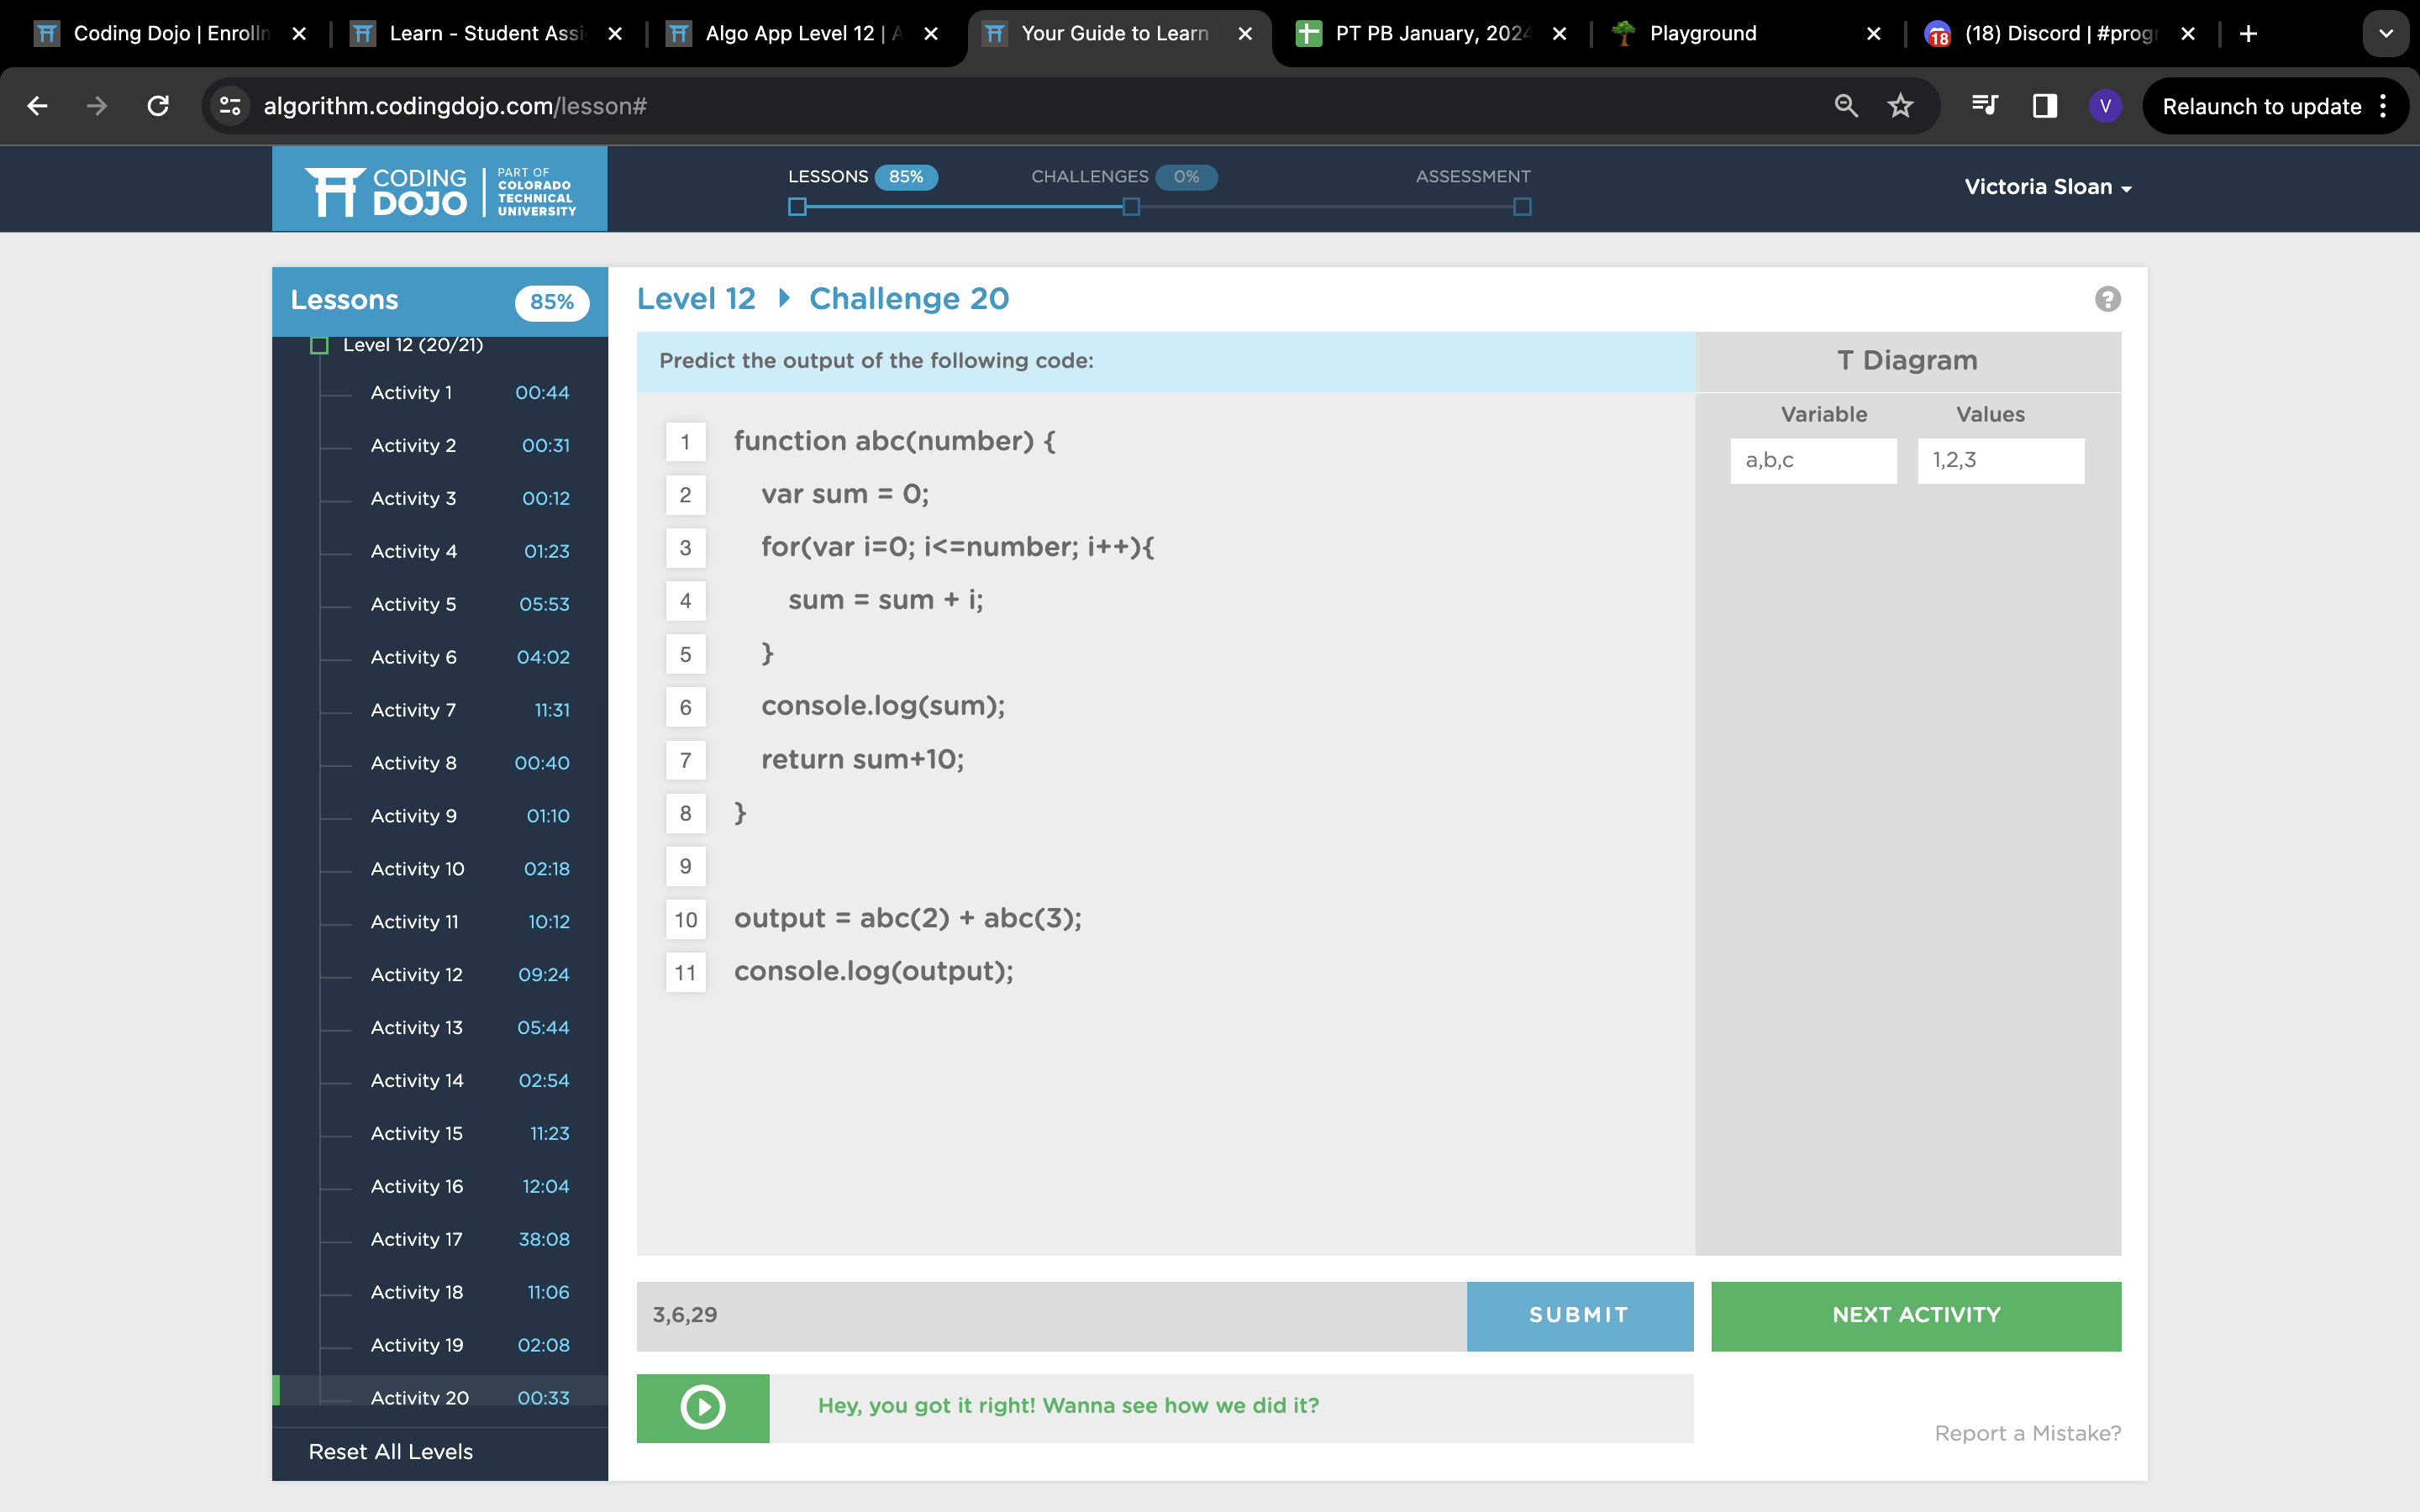 Coding Dojo | Enrolln
Learn - Student Assi
Algo App Level 12 | A
Your Guide to Learn
PT PB January, 2024
Playground
(18) Discord | #progr
18
algorithm.codingdojo.com/lesson#
V
Relaunch to update
CODING
DOJO
PART OF
COLORADO
TECHNICAL
UNIVERSITY
LESSONS 85%
CHALLENGES 0%
ASSESSMENT
Victoria Sloan
Lessons 85%
Level 12 (20/21)
Activity 1 00:44
Activity 2 00:31
Activity 3 00:12
Activity 4 01:23
Activity 5 05:53
Activity 6 04:02
Activity 7 11:31
Activity 8 00:40
Activity 9 01:10
Activity 10 02:18
Activity 11 10:12
Activity 12 09:24
Activity 13 05:44
Activity 14 02:54
Activity 15 11:23
Activity 16 12:04
Activity 17 38:08
Activity 18 11:06
Activity 19 02:08
Activity 20 00:33
Reset All Levels
Level 12 Challenge 20
?
Predict the output of the following code:
1 function abc(number) {
2 var sum = 0;
3 for(var i=0; i<=number; i++){
4 sum = sum + i;
5 }
6 console.log(sum);
7 return sum+10;
8 }
9
10 output = abc(2) + abc(3);
11 console.log(output);
T Diagram
Variable Values
a,b,c 1,2,3
3,6,29
SUBMIT
NEXT ACTIVITY
Hey, you got it right! Wanna see how we did it?
Report a Mistake?